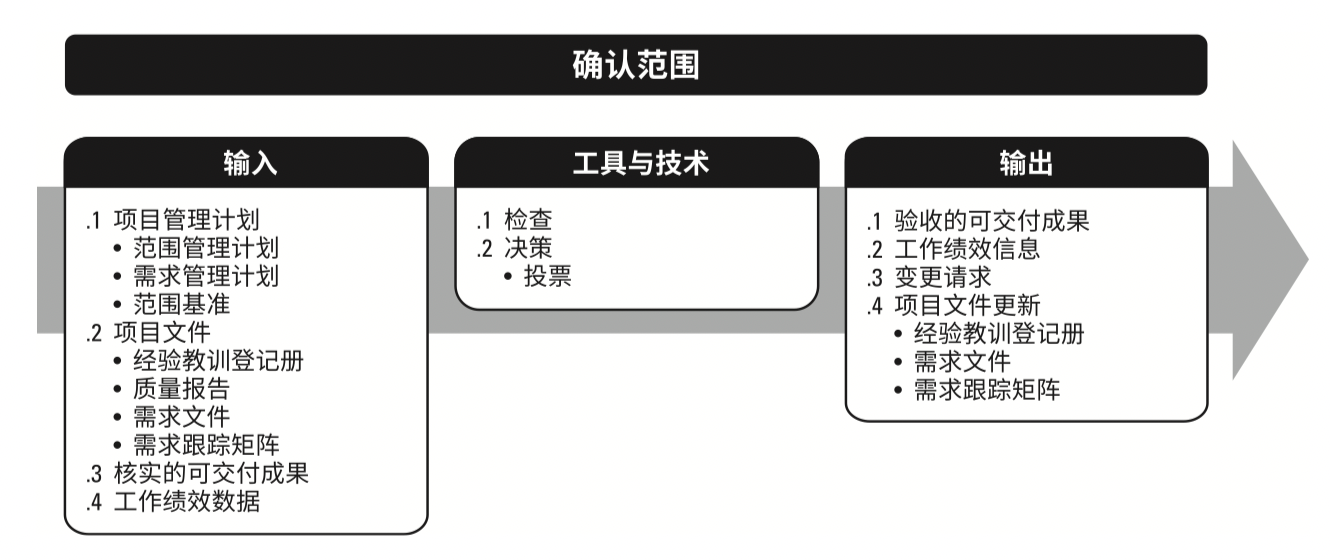 确认范围
输入
.1 项目管理计划
• 范围管理计划
• 需求管理计划
• 范围基准
.2 项目文件
• 经验教训登记册
• 质量报告
• 需求文件
• 需求跟踪矩阵
.3 核实的可交付成果
.4 工作绩效数据
工具与技术
.1 检查
.2 决策
• 投票
输出
.1 验收的可交付成果
.2 工作绩效信息
.3 变更请求
.4 项目文件更新
• 经验教训登记册
• 需求文件
• 需求跟踪矩阵